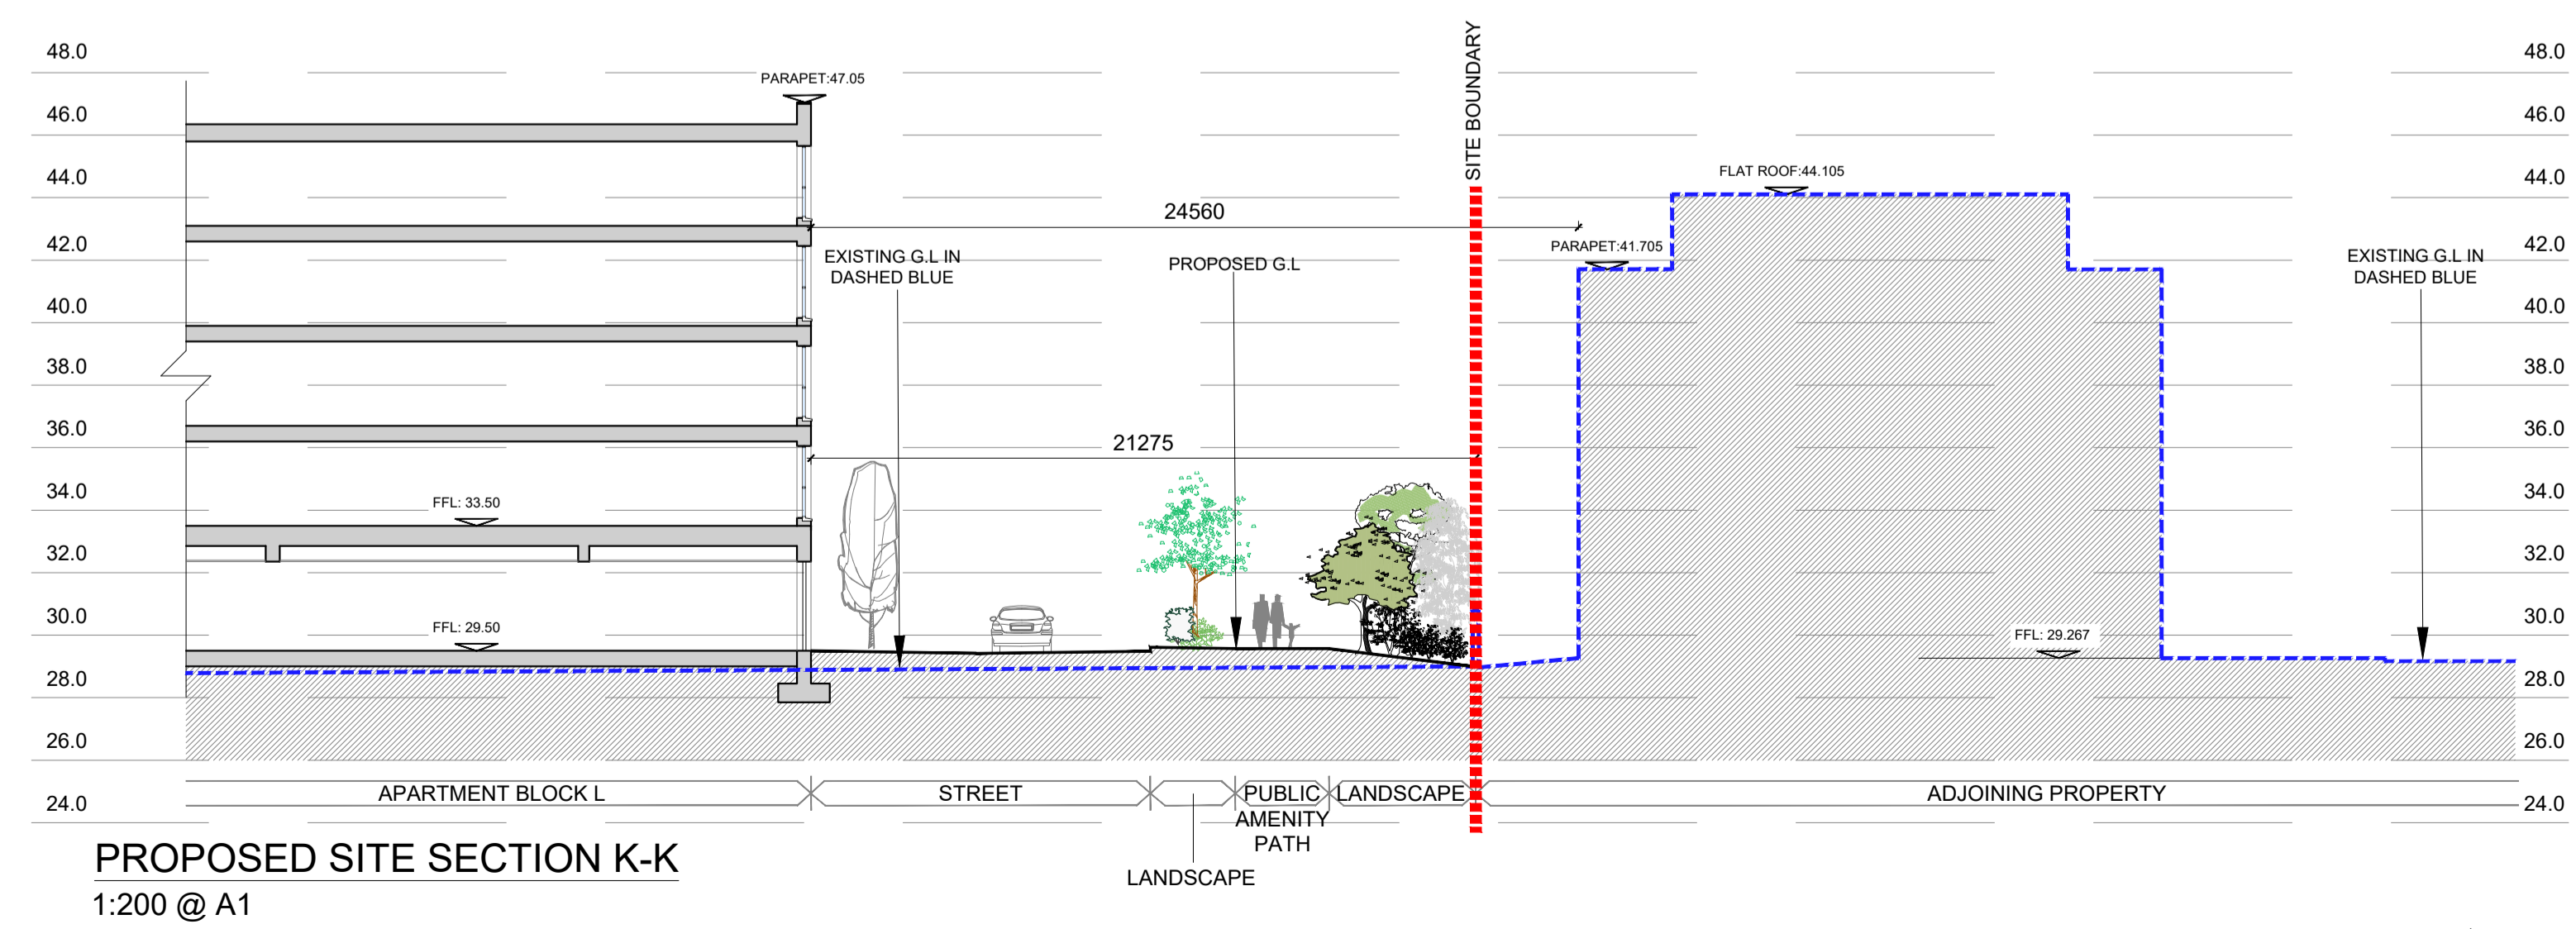 48.0
46.0
44.0
42.0
40.0
38.0
36.0
34.0
32.0
30.0
28.0
26.0
24.0
PARAPET:47.05
FFL: 33.50
FFL: 29.50
EXISTING G.L IN
DASHED BLUE
24560
PROPOSED G.L
21275
SITE BOUNDARY
FLAT ROOF:44.105
PARAPET:41.705
FFL: 29.267
EXISTING G.L IN
DASHED BLUE
48.0
46.0
44.0
42.0
40.0
38.0
36.0
34.0
32.0
30.0
28.0
26.0
24.0
APARTMENT BLOCK L
STREET
LANDSCAPE
PUBLIC
AMENITY
PATH
LANDSCAPE
ADJOINING PROPERTY
PROPOSED SITE SECTION K-K
1:200 @ A1